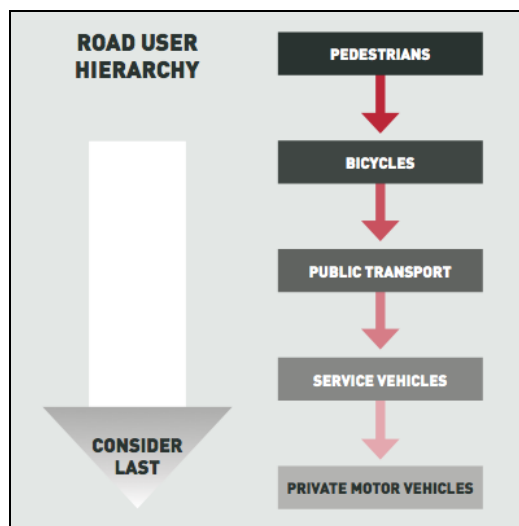 ROAD USER
HIERARCHY
PEDESTRIANS
BICYCLES
PUBLIC TRANSPORT
SERVICE VEHICLES
PRIVATE MOTOR VEHICLES
CONSIDER
LAST